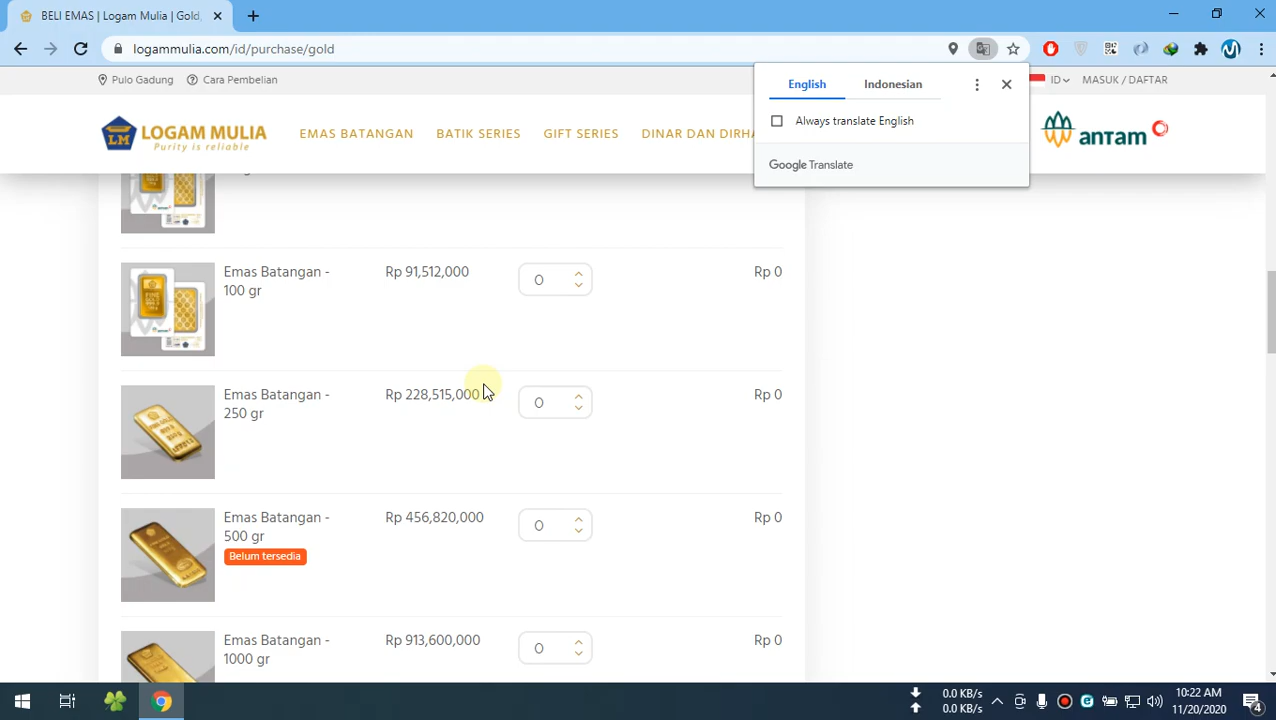 BELI EMAS | Logam Mulia | Gold,
logammulia.com/id/purchase/gold
Pulo Gadung
Cara Pembelian
ID
MASUK / DAFTAR
English
Indonesian
Always translate English
Google Translate
LM
LOGAM MULIA
Purity is reliable
EMAS BATANGAN
BATIK SERIES
GIFT SERIES
DINAR DAN DIRHA
antam
Emas Batangan -
100 gr
Rp 91,512,000
0
Rp 0
Emas Batangan -
250 gr
Rp 228,515,000
0
Rp 0
Emas Batangan -
500 gr
Belum tersedia
Rp 456,820,000
0
Rp 0
Emas Batangan -
1000 gr
Rp 913,600,000
0
Rp 0
0.0 KB/s
0.0 KB/s
10:22 AM
11/20/2020
4